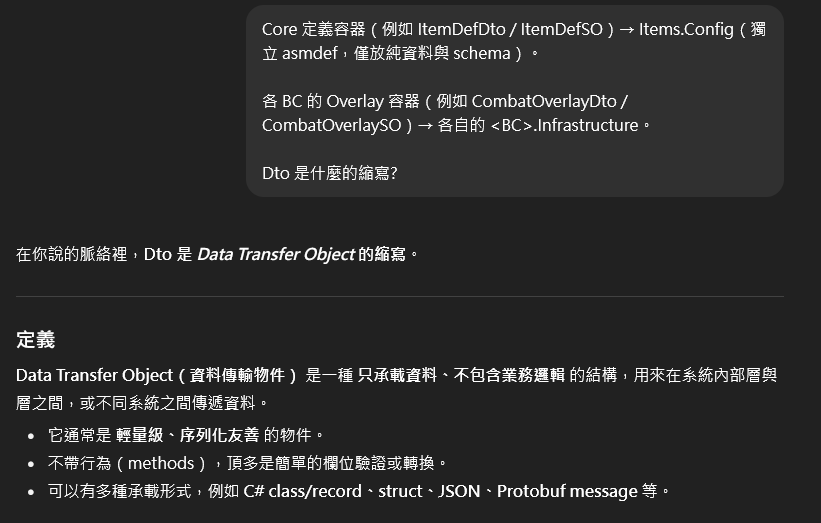 Core 定義容器（例如 ItemDefDto / ItemDefSO）→ Items.Config（獨
立 asmdef，僅放純資料與 schema）。
各 BC 的 Overlay 容器（例如 CombatOverlayDto /
CombatOverlaySO）→ 各自的 <BC>.Infrastructure。
Dto 是什麼的縮寫?
在你說的脈絡裡，Dto 是 Data Transfer Object 的縮寫。
定義
Data Transfer Object（資料傳輸物件） 是一種 只承載資料、不包含業務邏輯 的結構，用來在系統內部層與
層之間，或不同系統之間傳遞資料。
• 它通常是 輕量級、序列化友善 的物件。
• 不帶行為（methods），頂多是簡單的欄位驗證或轉換。
• 可以有多種承載形式，例如 C# class/record、struct、JSON、Protobuf message 等。